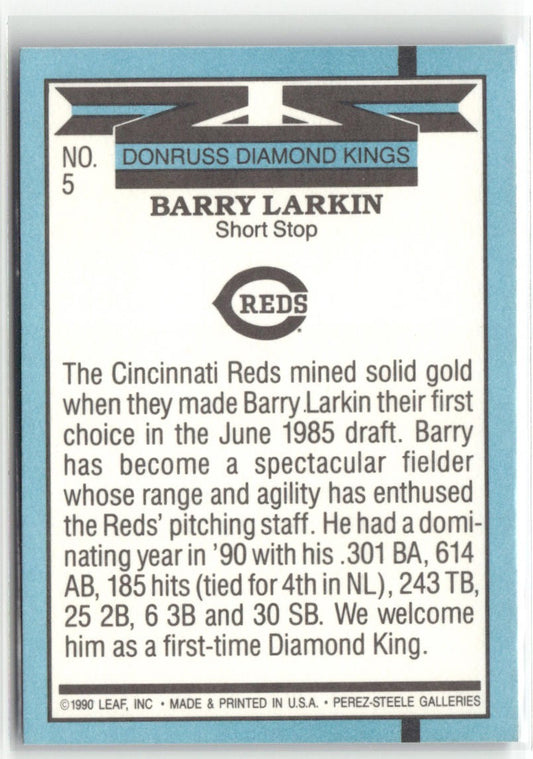 NO.
5
DONRUSS DIAMOND KINGS
BARRY LARKIN
Short Stop
REDS
The Cincinnati Reds mined solid gold
when they made Barry Larkin their first
choice in the June 1985 draft. Barry
has become a spectacular fielder
whose range and agility has enthused
the Reds' pitching staff. He had a domi-
nating year in '90 with his .301 BA, 614
AB, 185 hits (tied for 4th in NL), 243 TB,
25 2B, 6 3B and 30 SB. We welcome
him as a first-time Diamond King.
©1990 LEAF, INC • MADE & PRINTED IN U.S.A. • PEREZ-STEELE GALLERIES